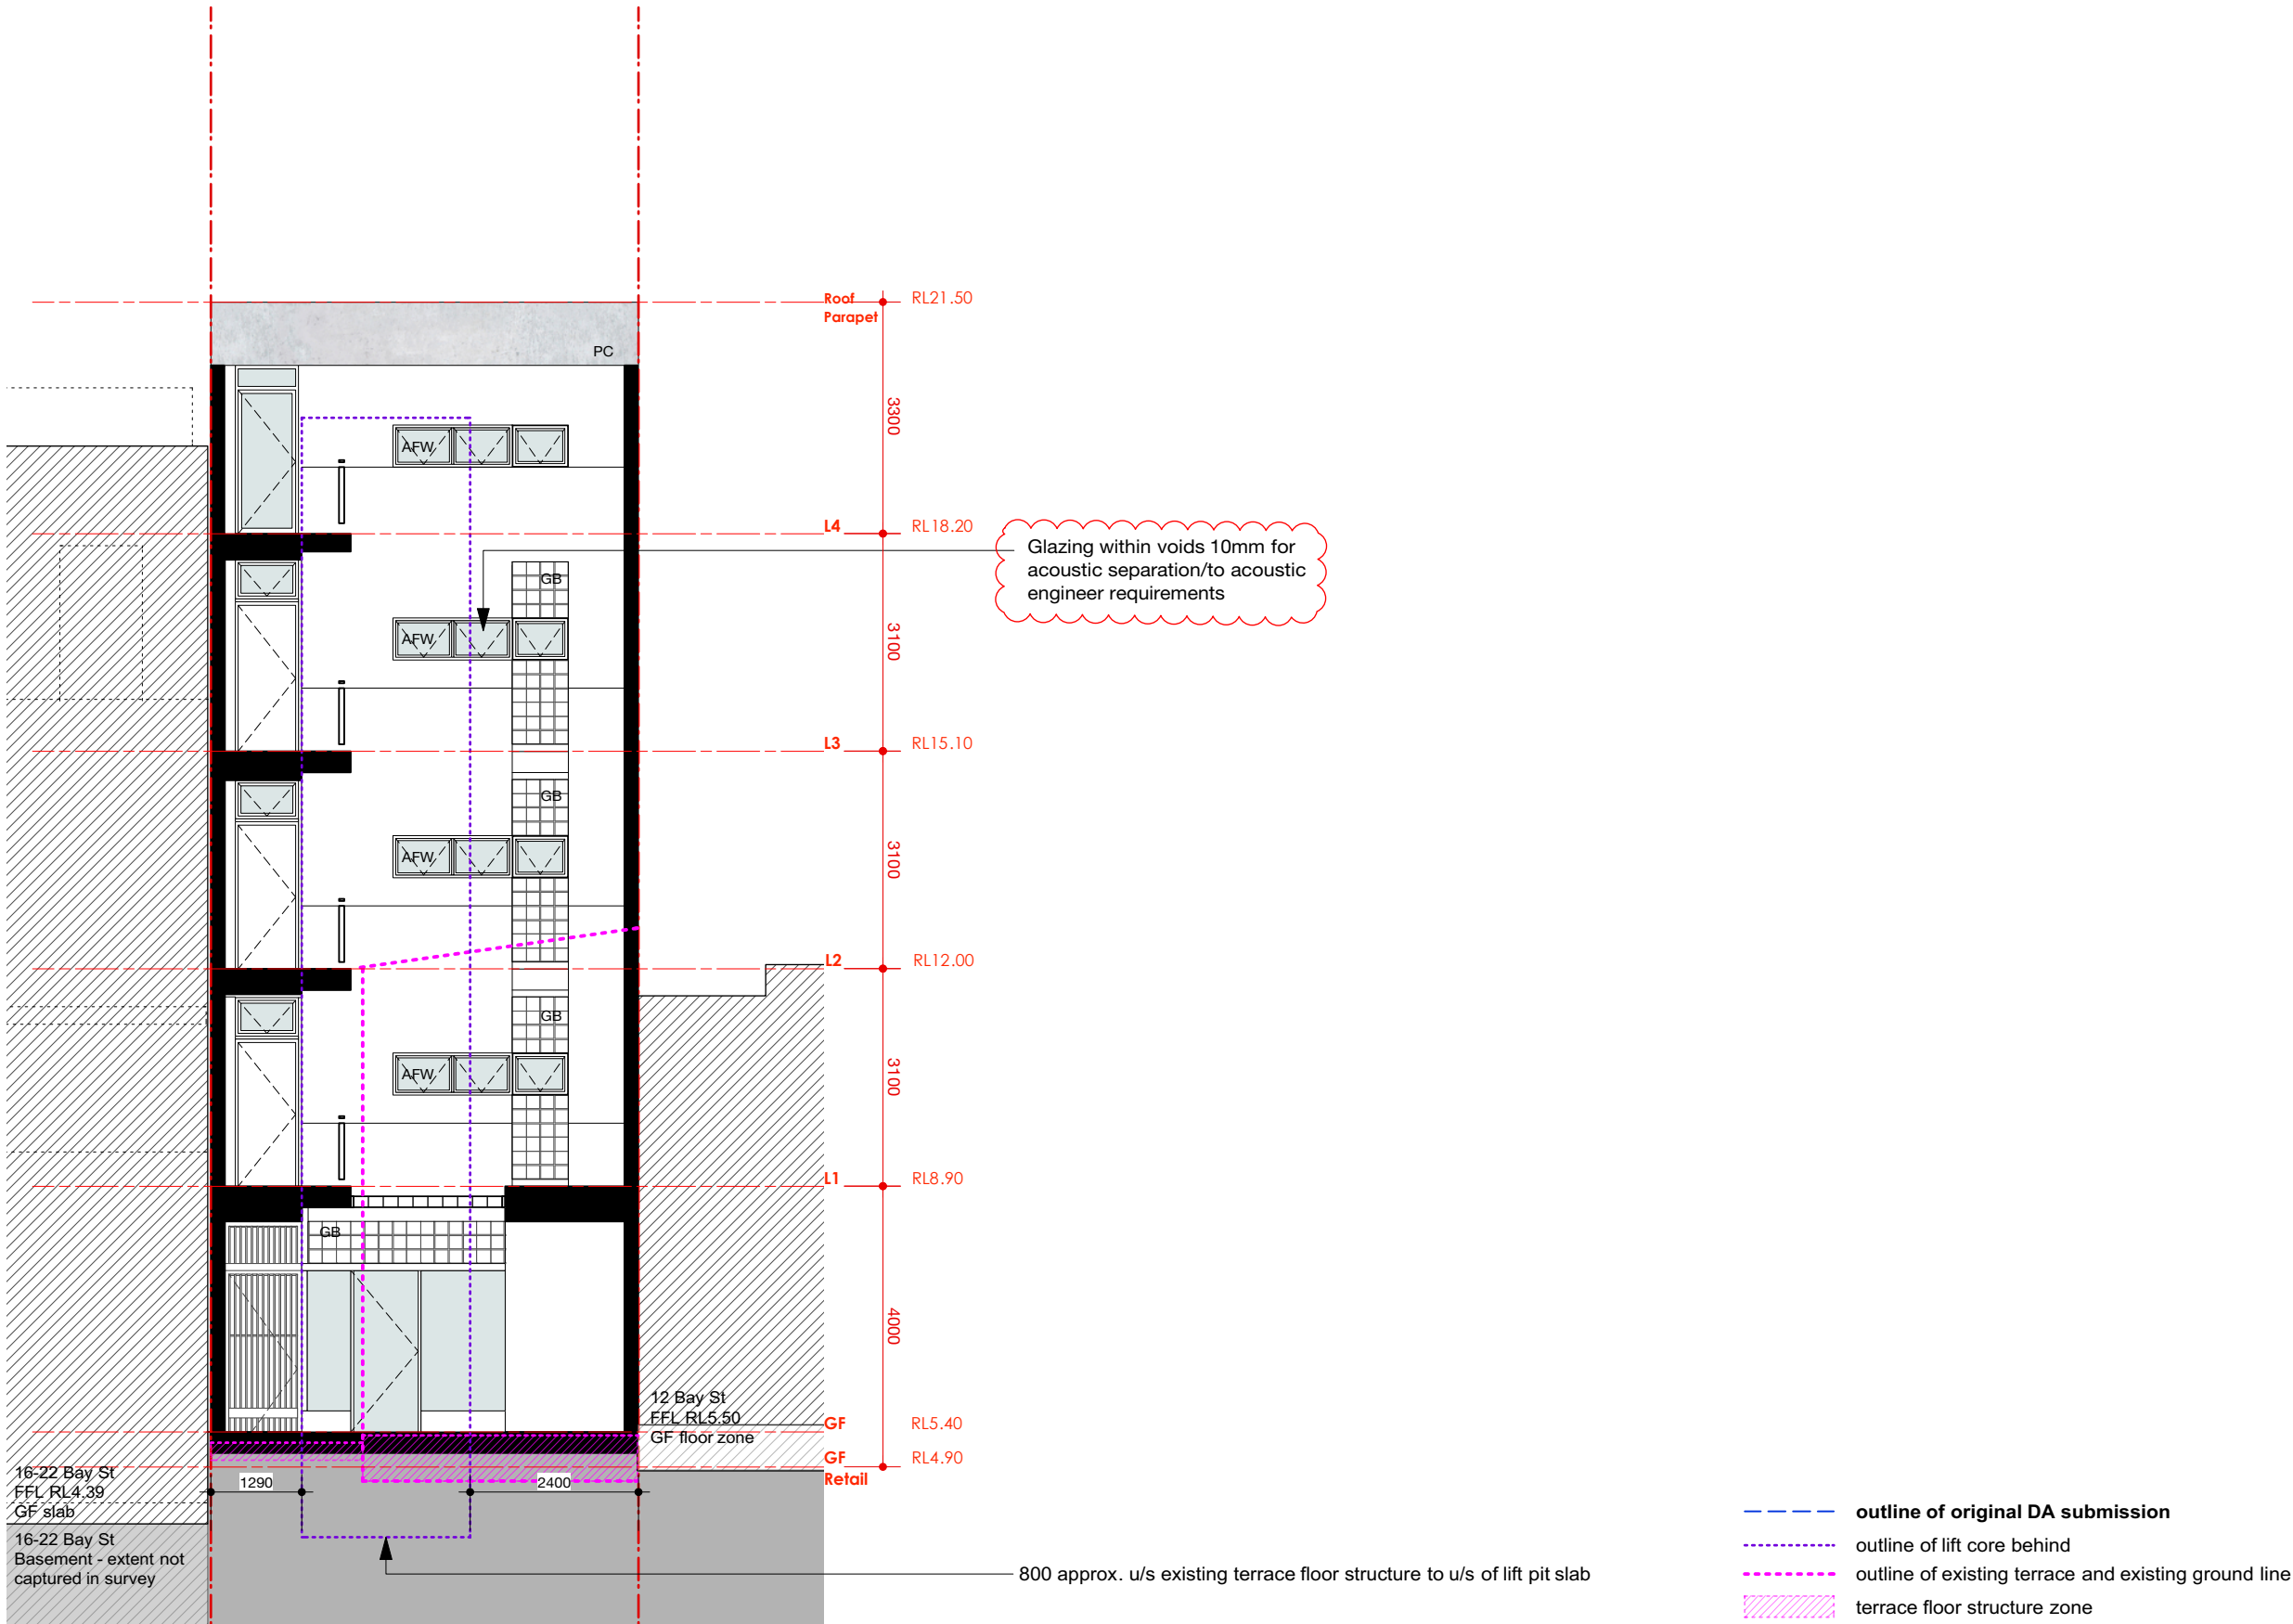 Roof
Parapet
RL21.50
PC
3300
AFW
L4
RL18.20
Glazing within voids 10mm for
acoustic separation/to acoustic
engineer requirements
GB
AFW
3100
L3
RL15.10
GB
AFW
3100
L2
RL12.00
GB
AFW
3100
L1
RL8.90
GB
4000
12 Bay St
FFL RL5.50
GF floor zone
GF
RL5.40
GF
Retail
RL4.90
16-22 Bay St
FFL RL4.39
GF slab
1290
2400
16-22 Bay St
Basement - extent not
captured in survey
800 approx. u/s existing terrace floor structure to u/s of lift pit slab
outline of original DA submission
outline of lift core behind
outline of existing terrace and existing ground line
terrace floor structure zone